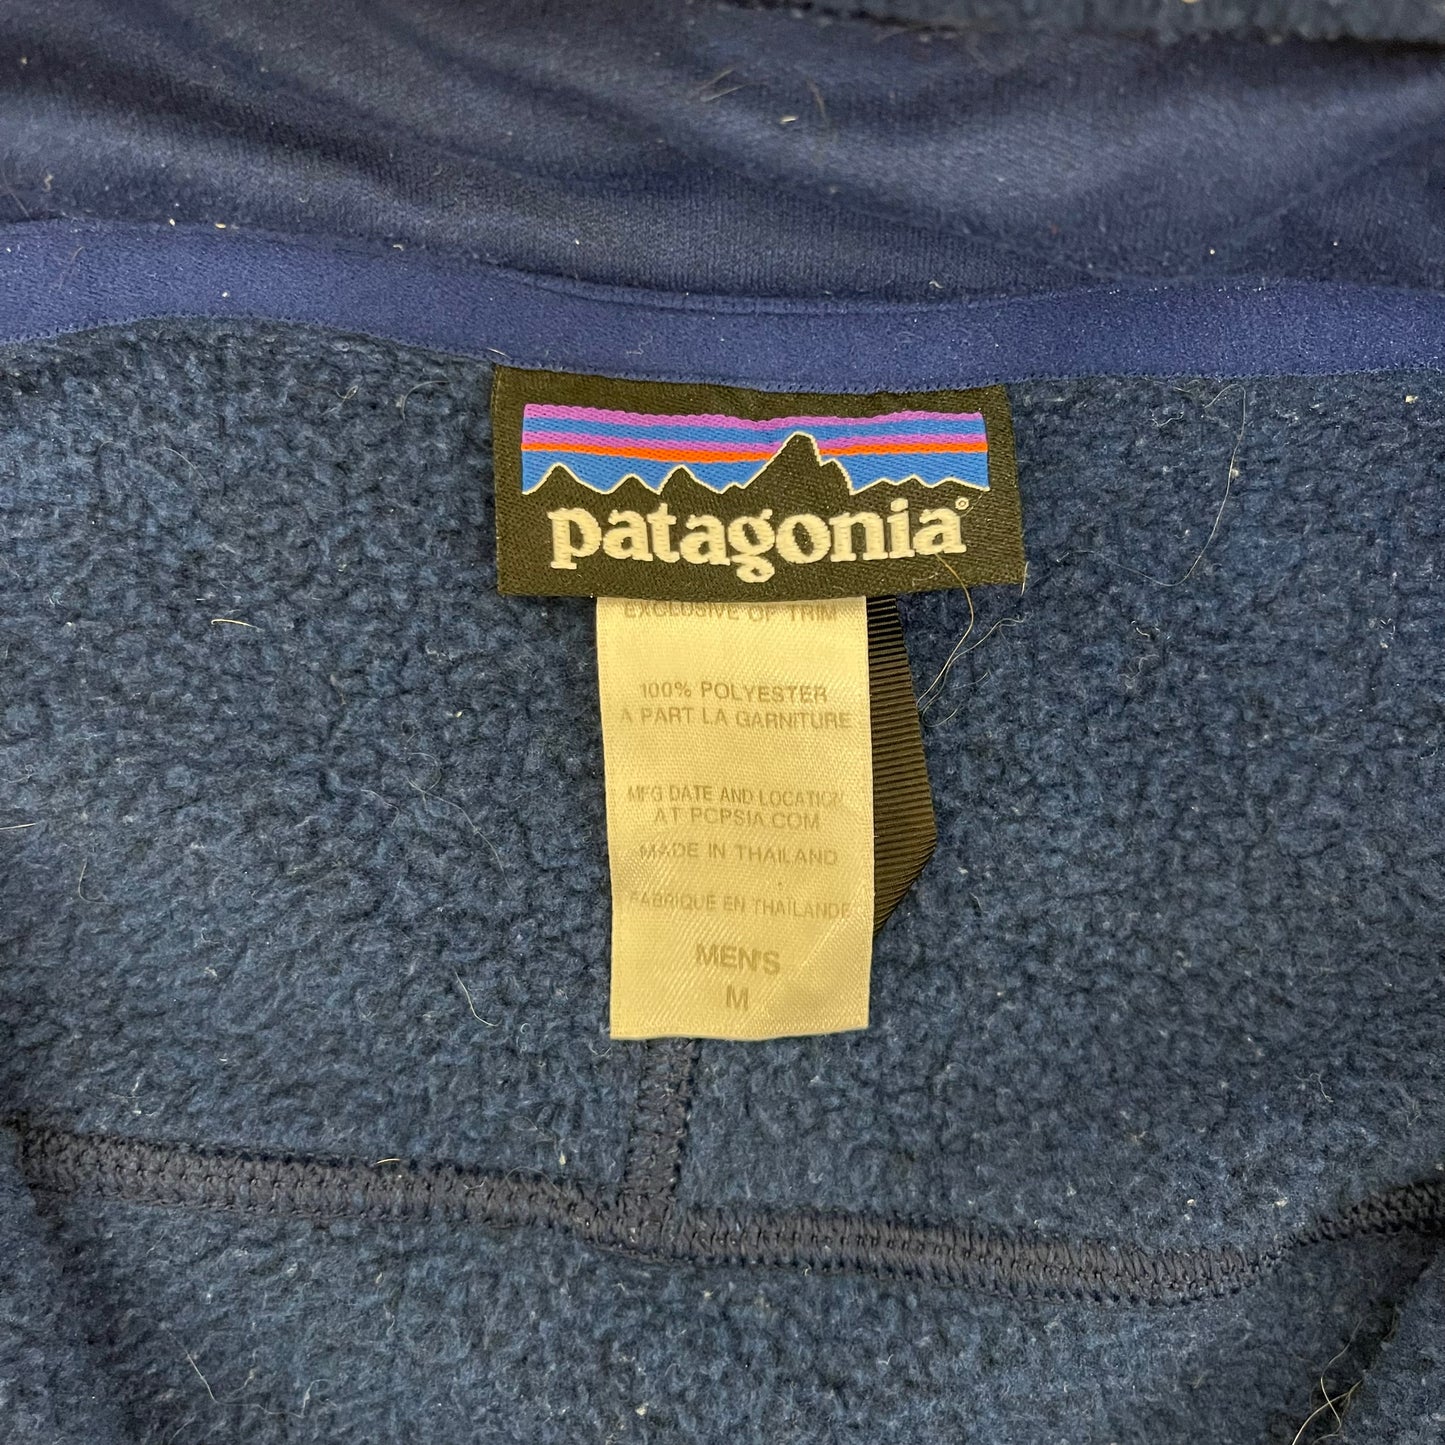 patagonia®
EXCLUSIVE OF TRIM
100% POLYESTER
A PART LA GARNITURE
MFG DATE AND LOCATION
AT PCPSIA.COM
MADE IN THAILAND
FABRIQUE EN THAILANDE
MEN'S
M